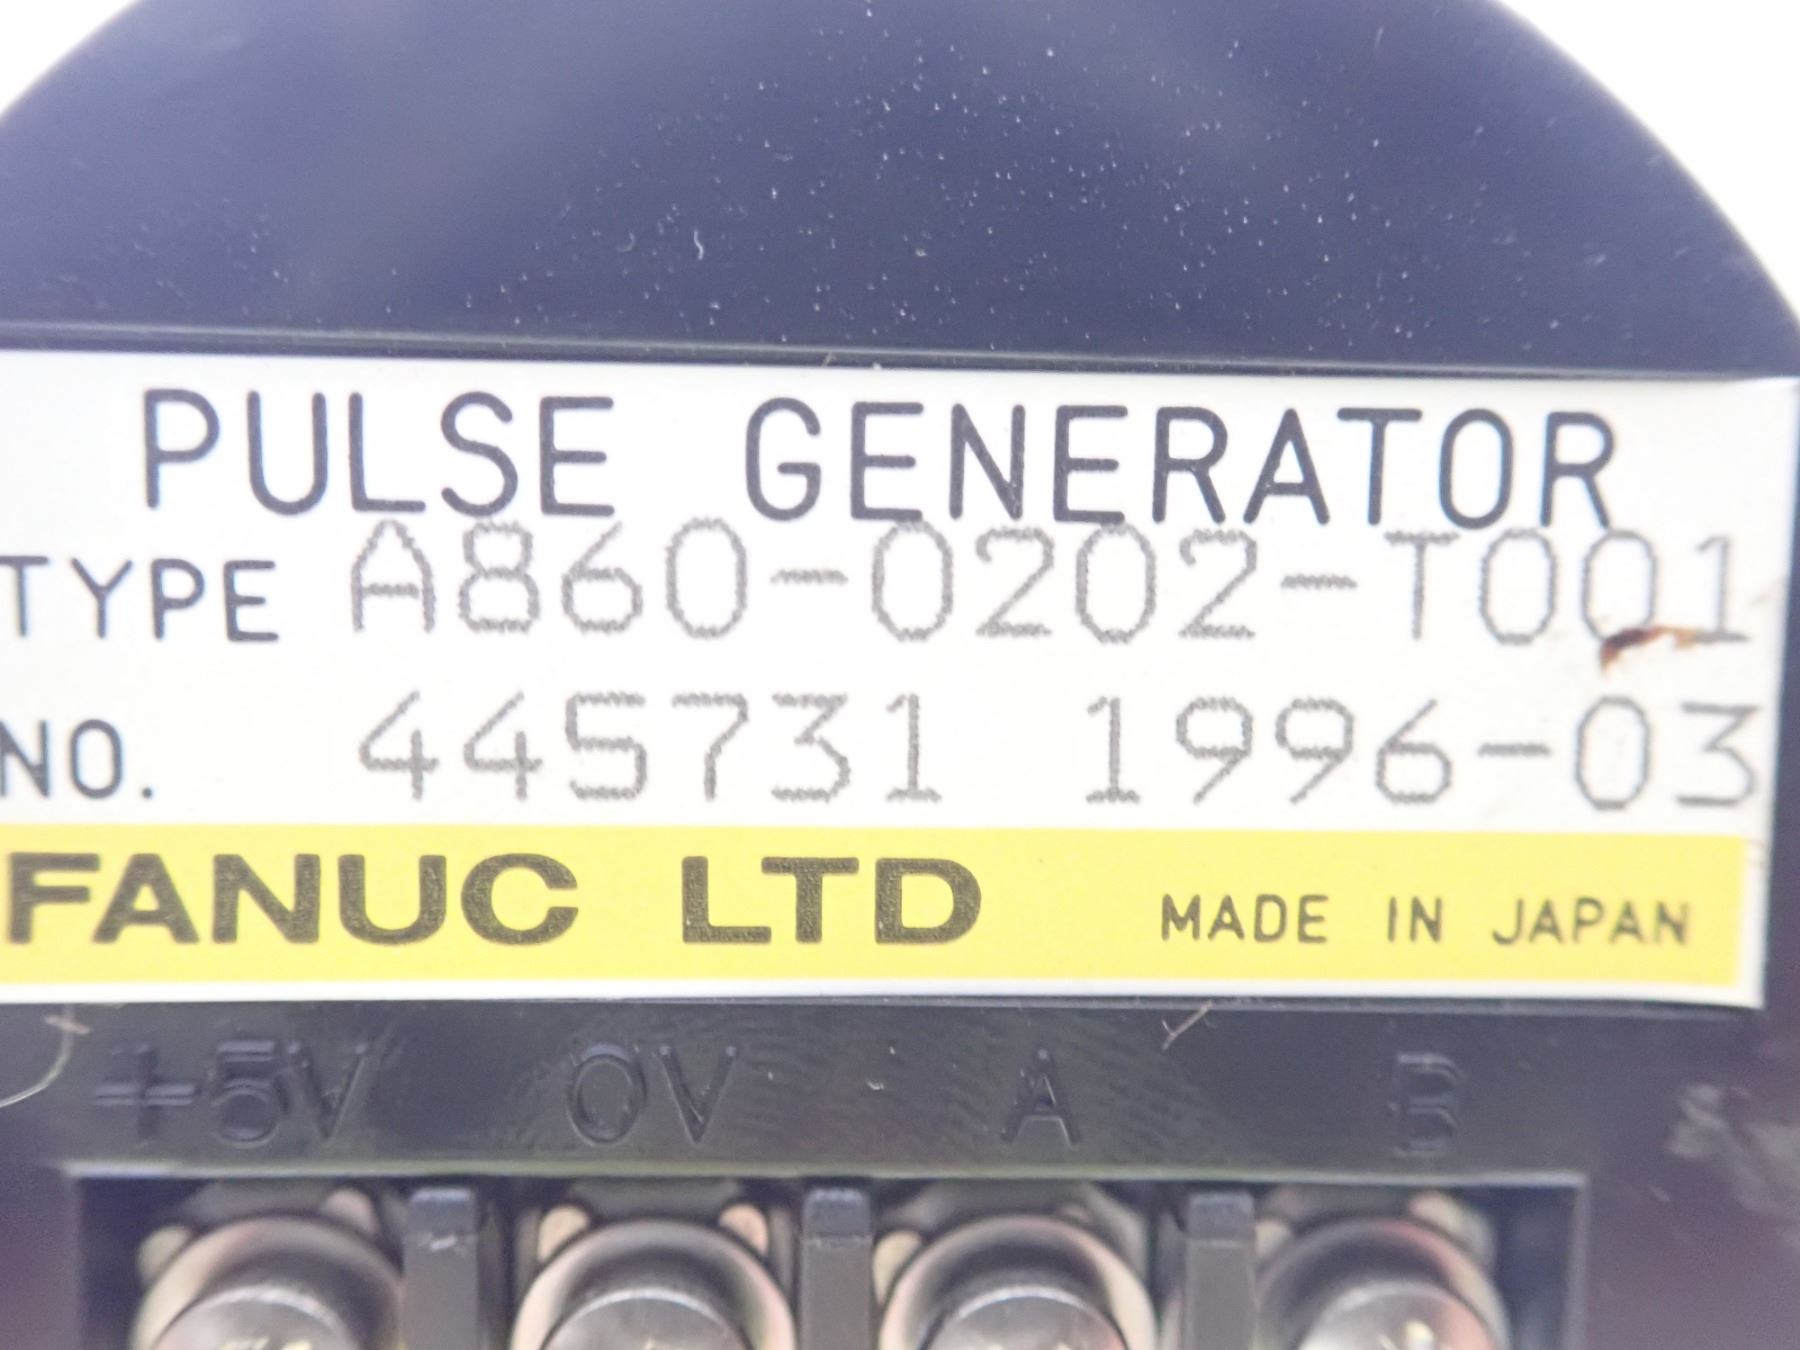 PULSE GENERATOR
TYPE A860-0202-T001
NO. 445731 1996-03
FANUC LTD MADE IN JAPAN
+5V 0V A B